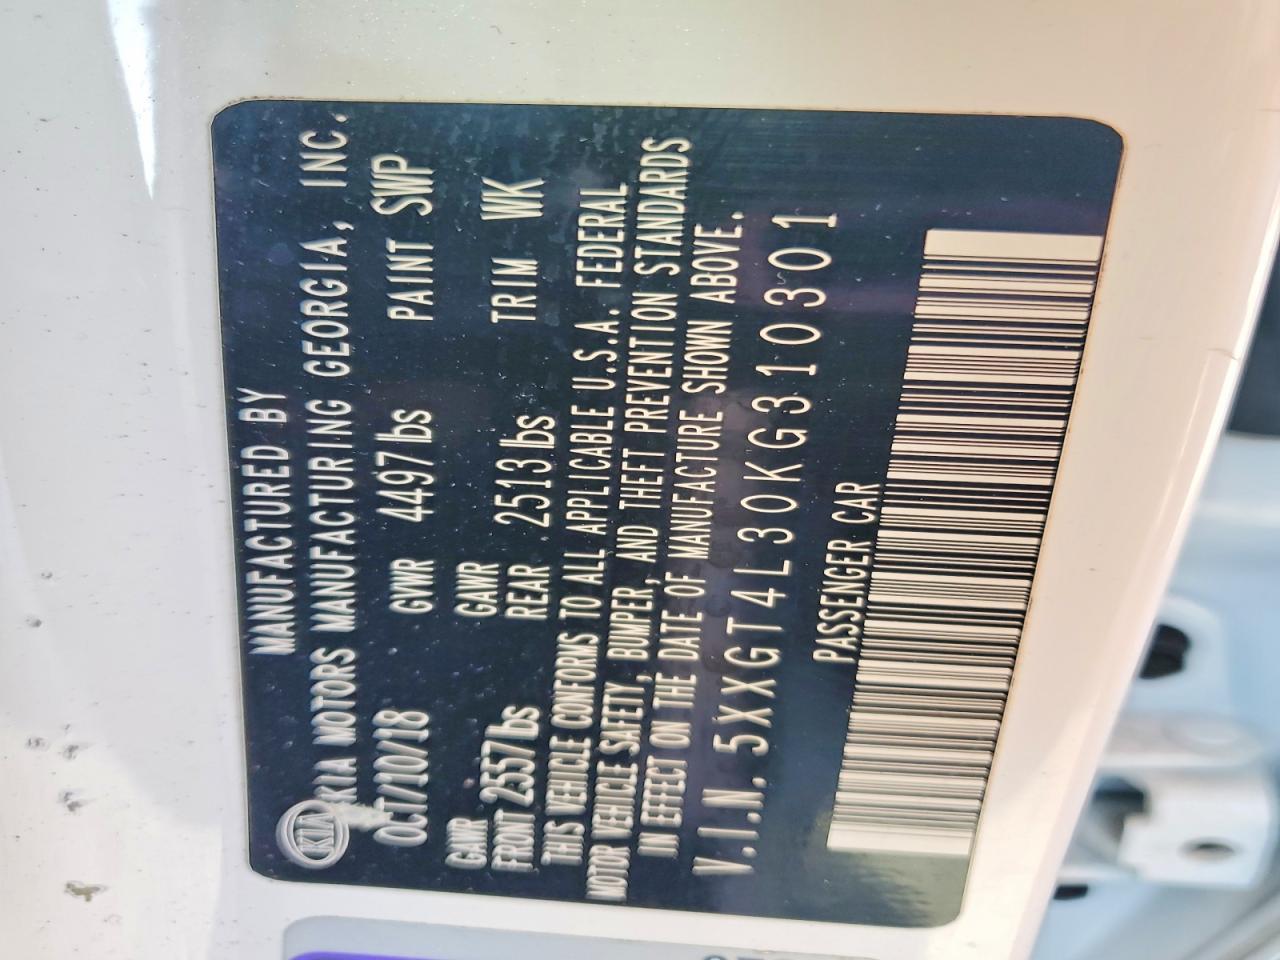 MANUFACTURED BY
KIA KIA MOTORS MANUFACTURING GEORGIA, INC.
OCT/10/18 GVWR 4497lbs PAINT SWP
GAWR GAWR
FRONT 2557lbs REAR 2513lbs TRIM WK
THIS VEHICLE CONFORMS TO ALL APPLICABLE U.S.A. FEDERAL
MOTOR VEHICLE SAFETY, BUMPER, AND THEFT PREVENTION STANDARDS
IN EFFECT ON THE DATE OF MANUFACTURE SHOWN ABOVE.
V.I.N. 5XXGT4L30KG310301
PASSENGER CAR